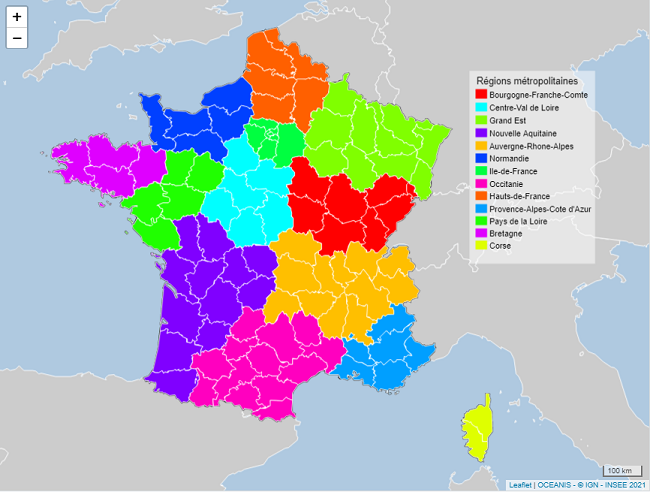 +
−
Régions métropolitaines
Bourgogne-Franche-Comte
Centre-Val de Loire
Grand Est
Nouvelle Aquitaine
Auvergne-Rhone-Alpes
Normandie
Ile-de-France
Occitanie
Hauts-de-France
Provence-Alpes-Cote d'Azur
Pays de la Loire
Bretagne
Corse
100 km
Leaflet | OCEANIS - © IGN - INSEE 2021